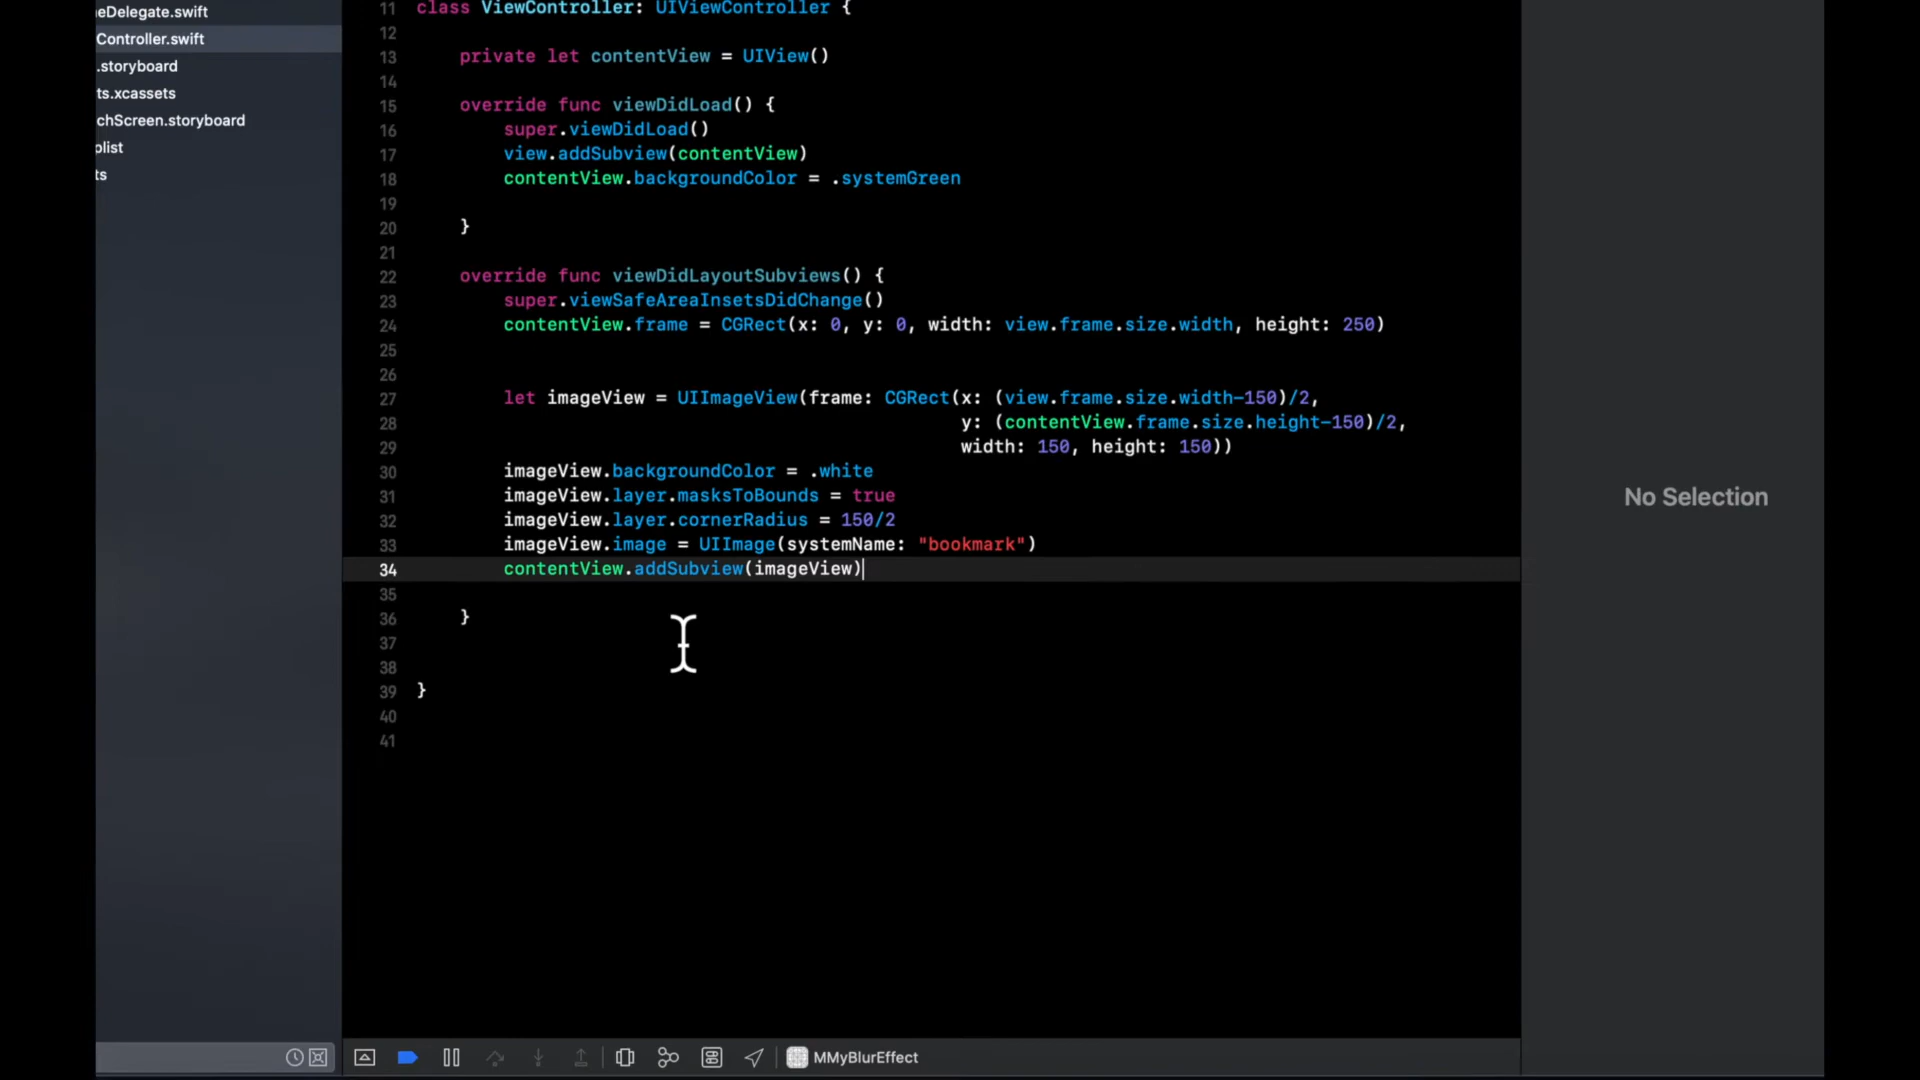 eDelegate.swift
Controller.swift
.storyboard
ts.xcassets
chScreen.storyboard
plist
ts
11 class ViewController: UIViewController {
12
13 private let contentView = UIView()
14
15 override func viewDidLoad() {
16 super.viewDidLoad()
17 view.addSubview(contentView)
18 contentView.backgroundColor = .systemGreen
19
20 }
21
22 override func viewDidLayoutSubviews() {
23 super.viewSafeAreaInsetsDidChange()
24 contentView.frame = CGRect(x: 0, y: 0, width: view.frame.size.width, height: 250)
25
26
27 let imageView = UIImageView(frame: CGRect(x: (view.frame.size.width-150)/2,
28 y: (contentView.frame.size.height-150)/2,
29 width: 150, height: 150))
30 imageView.backgroundColor = .white
31 imageView.layer.masksToBounds = true
32 imageView.layer.cornerRadius = 150/2
33 imageView.image = UIImage(systemName: "bookmark")
34 contentView.addSubview(imageView)
35
36 }
37
38
39 }
40
41
No Selection
MMyBlurEffect